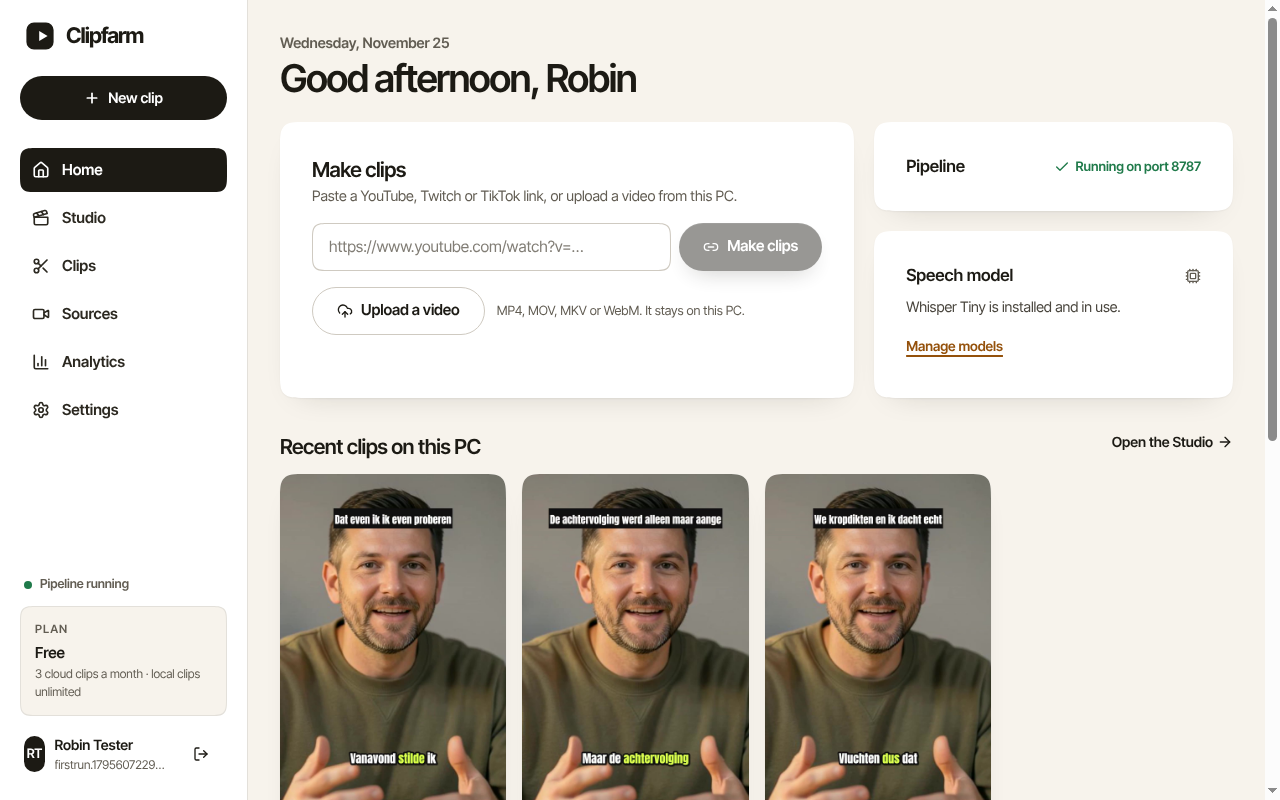 Clipfarm
New clip
Home
Studio
Clips
Sources
Analytics
Settings
Pipeline running
PLAN
Free
3 cloud clips a month · local clips
unlimited
RT
Robin Tester
firstrun.1795607229...
Wednesday, November 25
Good afternoon, Robin
Make clips
Paste a YouTube, Twitch or TikTok link, or upload a video from this PC.
https://www.youtube.com/watch?v=...
Make clips
Upload a video
MP4, MOV, MKV or WebM. It stays on this PC.
Pipeline
Running on port 8787
Speech model
Whisper Tiny is installed and in use.
Manage models
Recent clips on this PC
Open the Studio
Dat even ik ik even proberen
Vanavond stilde ik
De achtervolging werd alleen maar aange
Maar de achtervolging
We kropdikten en ik dacht echt
Vluchten dus dat